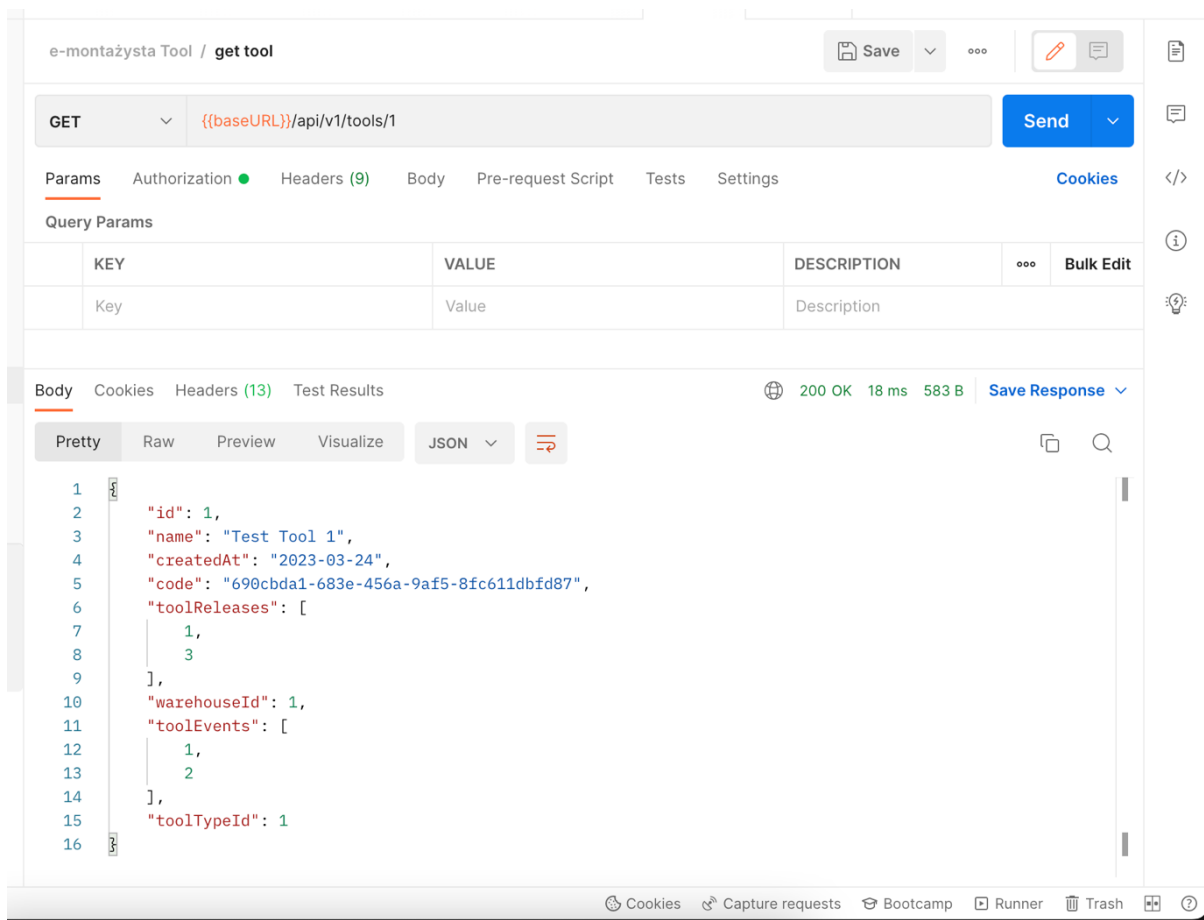 e-montażysta Tool / get tool
Save
GET {{baseURL}}/api/v1/tools/1 Send
Params Authorization Headers (9) Body Pre-request Script Tests Settings Cookies
Query Params
KEY VALUE DESCRIPTION Bulk Edit
Key Value Description
Body Cookies Headers (13) Test Results 200 OK 18 ms 583 B Save Response
Pretty Raw Preview Visualize JSON
1 {
2 "id": 1,
3 "name": "Test Tool 1",
4 "createdAt": "2023-03-24",
5 "code": "690cbda1-683e-456a-9af5-8fc611dbfd87",
6 "toolReleases": [
7 1,
8 3
9 ],
10 "warehouseId": 1,
11 "toolEvents": [
12 1,
13 2
14 ],
15 "toolTypeId": 1
16 }
Cookies Capture requests Bootcamp Runner Trash